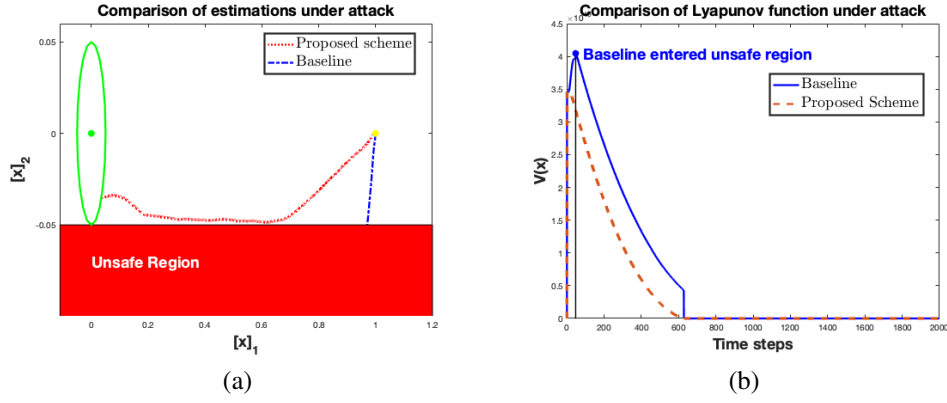 Comparison of estimations under attack
0.05
0
-0.05
[x]2
Proposed scheme
Baseline
Unsafe Region
0 0.2 0.4 0.6 0.8 1 1.2
[x]1
(a)
Comparison of Lyapunov function under attack
4.5
4
3.5
3
2.5
2
1.5
1
0.5
0
V(x)
Baseline entered unsafe region
Baseline
Proposed Scheme
0 200 400 600 800 1000 1200 1400 1600 1800 2000
Time steps
(b)